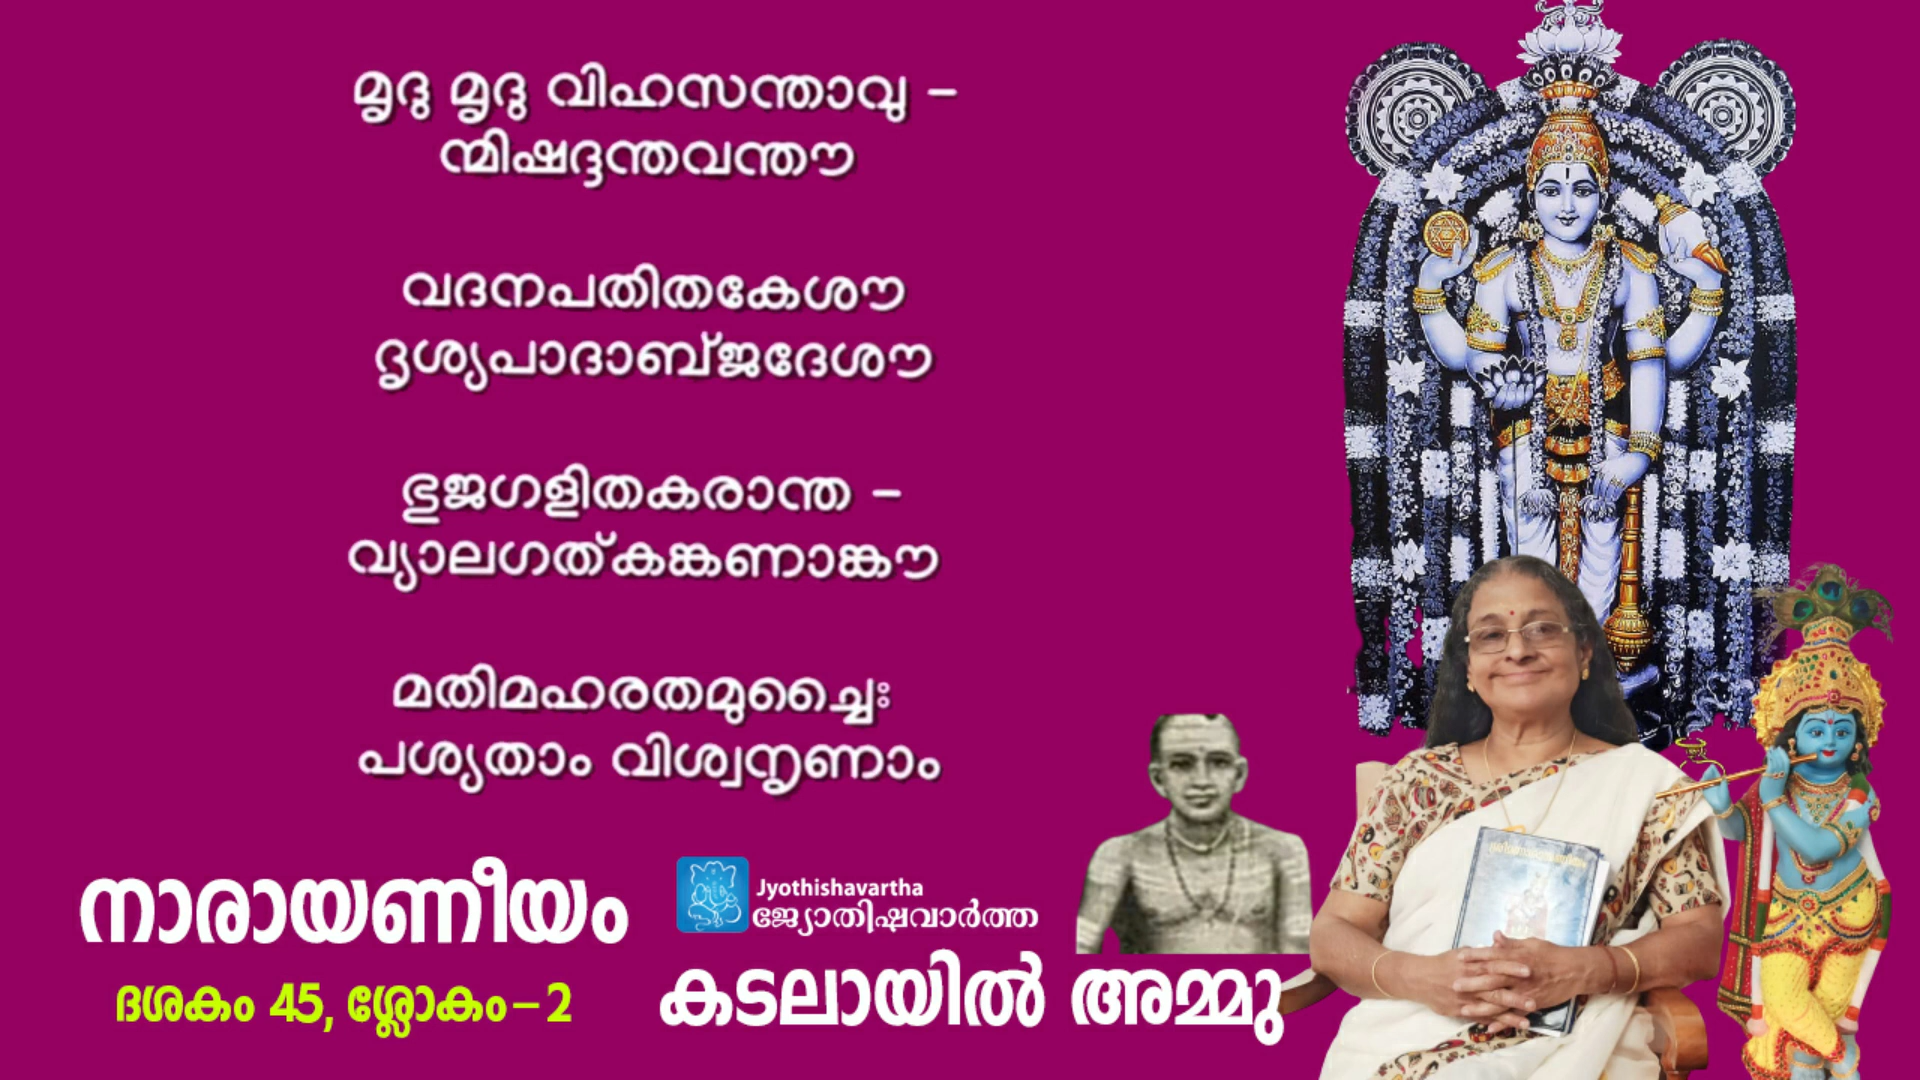 മൃദു മൃദു വിഹസന്താവു -
ന്മിഷദ്ദന്തവന്തൗ
വദനപതിതകേശൗ
ദൃശ്യപാദാബ്ജദേശൗ
ഭുജഗളിതകരാന്ത -
വ്യാലഗത്കങ്കണാങ്കൗ
മതിമഹരതമുച്ചൈഃ
പശ്യതാം വിശ്വനൃണാം
നാരായണീയം
ദശകം 45, ശ്ലോകം-2
Jyothishavartha
ജ്യോതിഷവാർത്ത
കടലായിൽ അമ്മു